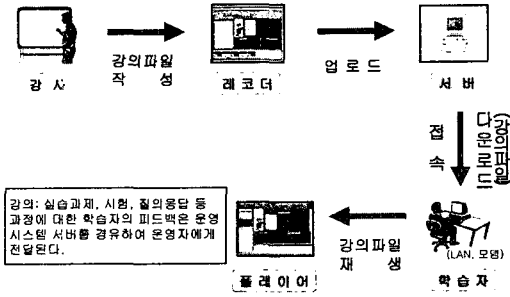 강 사
강의파일
작 성
레 코 더
업 로 드
서 버
접 속
다운로드
(강의파일)
(LAN, 모뎀)
학 습 자
강의파일
재 생
플 레 이 어
강의: 실습과제, 시험, 질의응답 등
과정에 대한 학습자의 피드백은 운영
시스템 서버를 경유하여 운영자에게
전달된다.